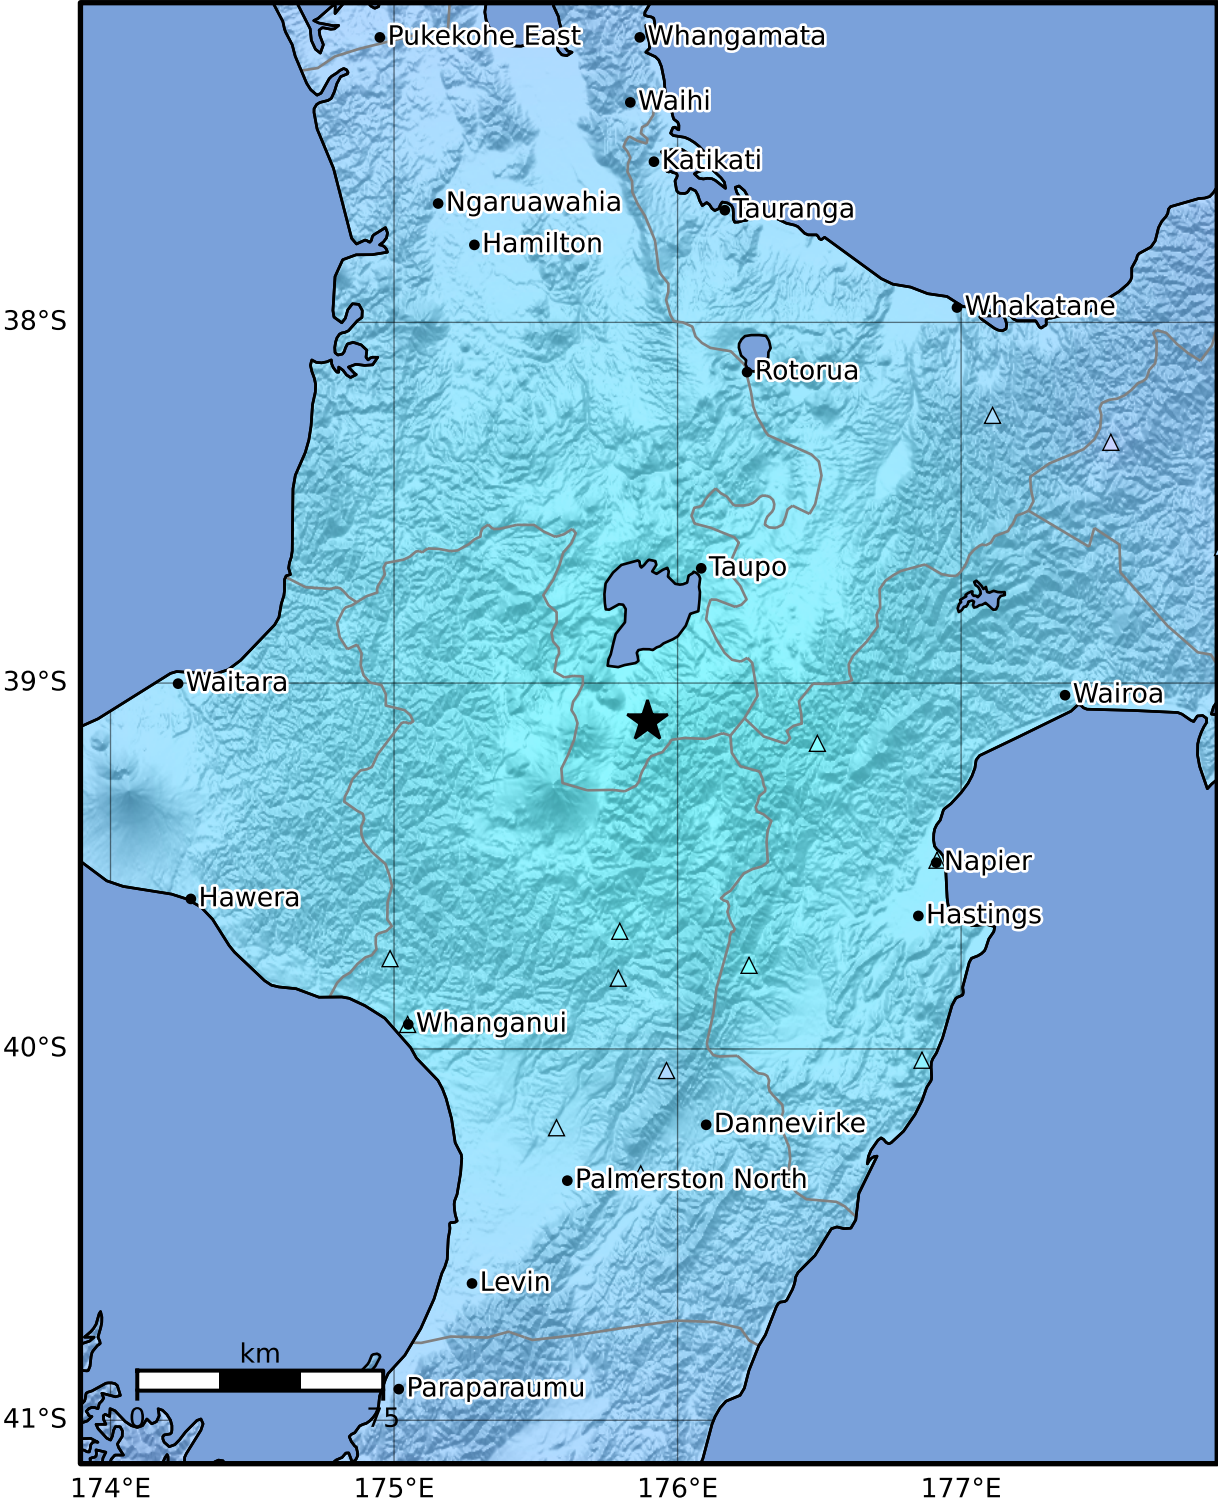 Pukekohe East
Whangamata
Waihi
Katikati
Ngaruawahia
Tauranga
Hamilton
Whakatane
38°S
Rotorua
Taupo
39°S
Waitara
Wairoa
Napier
Hawera
Hastings
Whanganui
40°S
Dannevirke
Palmerston North
Levin
km
Paraparaumu
0 75
41°S
174°E 175°E 176°E 177°E